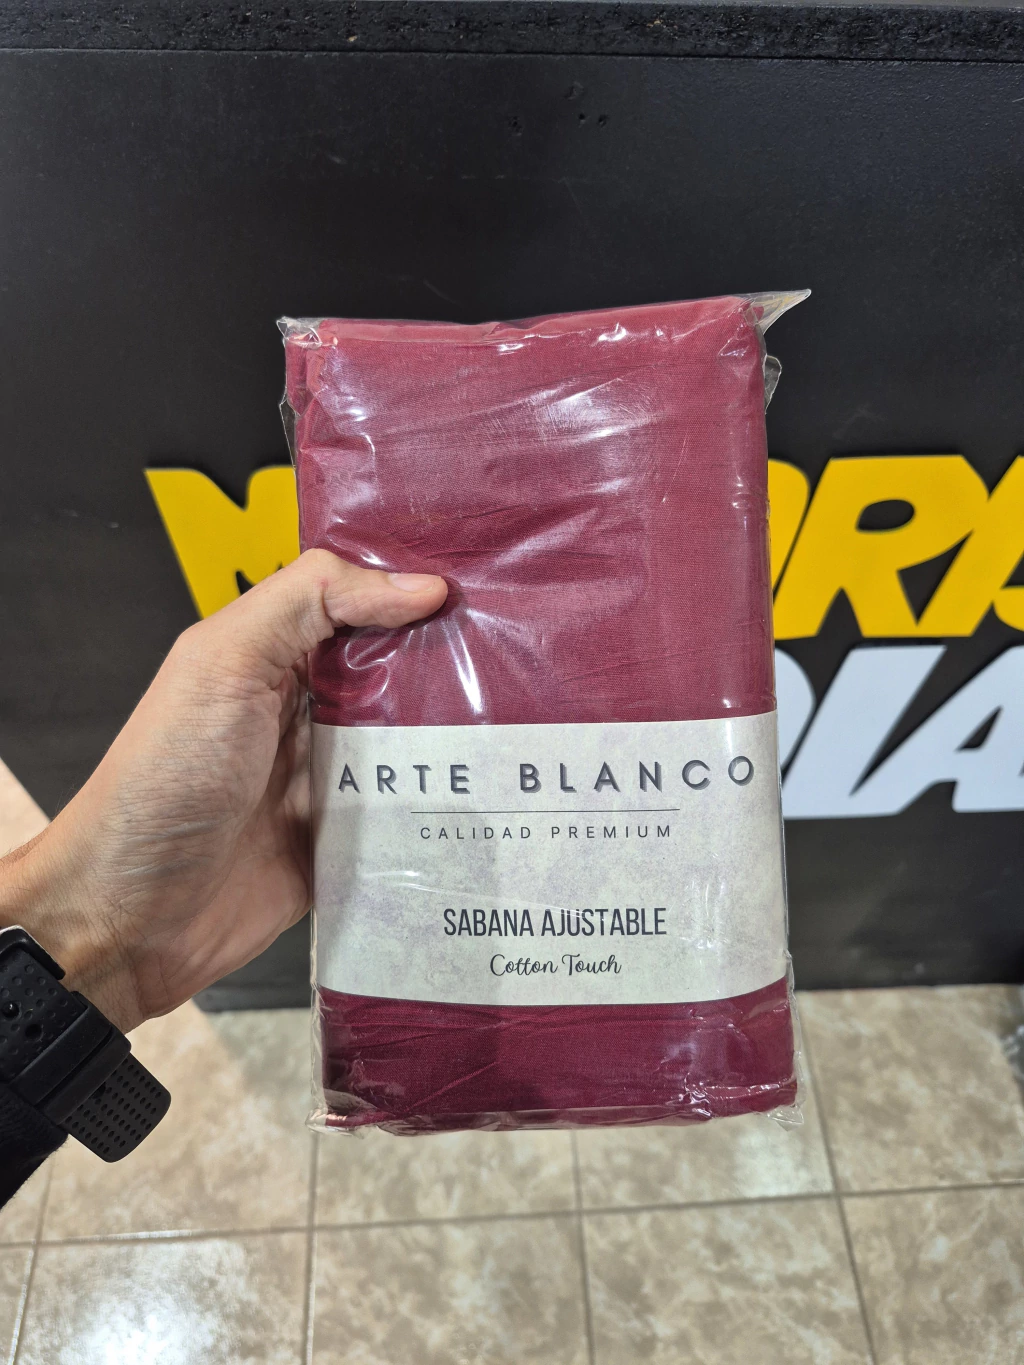 ARTE BLANCO
CALIDAD PREMIUM
SABANA AJUSTABLE
Cotton Touch